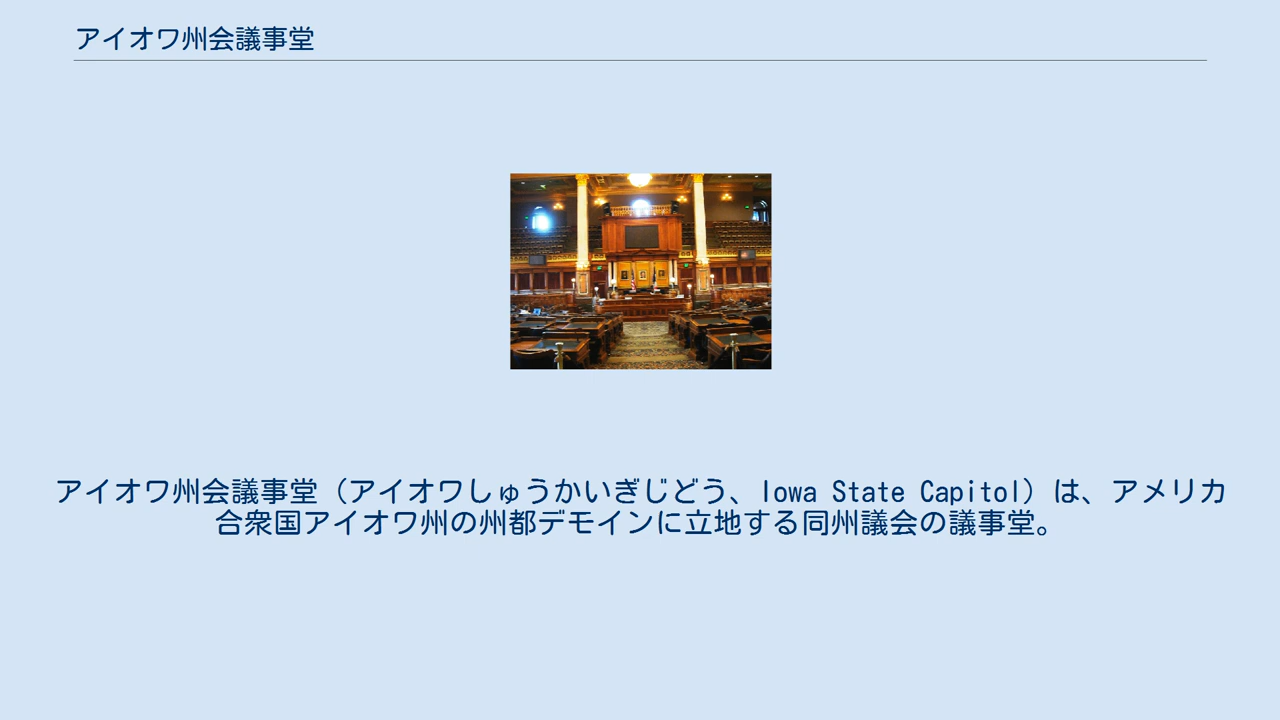 アイオワ州会議事堂
アイオワ州会議事堂（アイオワしゅうかいぎじどう、Iowa State Capitol）は、アメリカ
合衆国アイオワ州の州都デモインに立地する同州議会の議事堂。